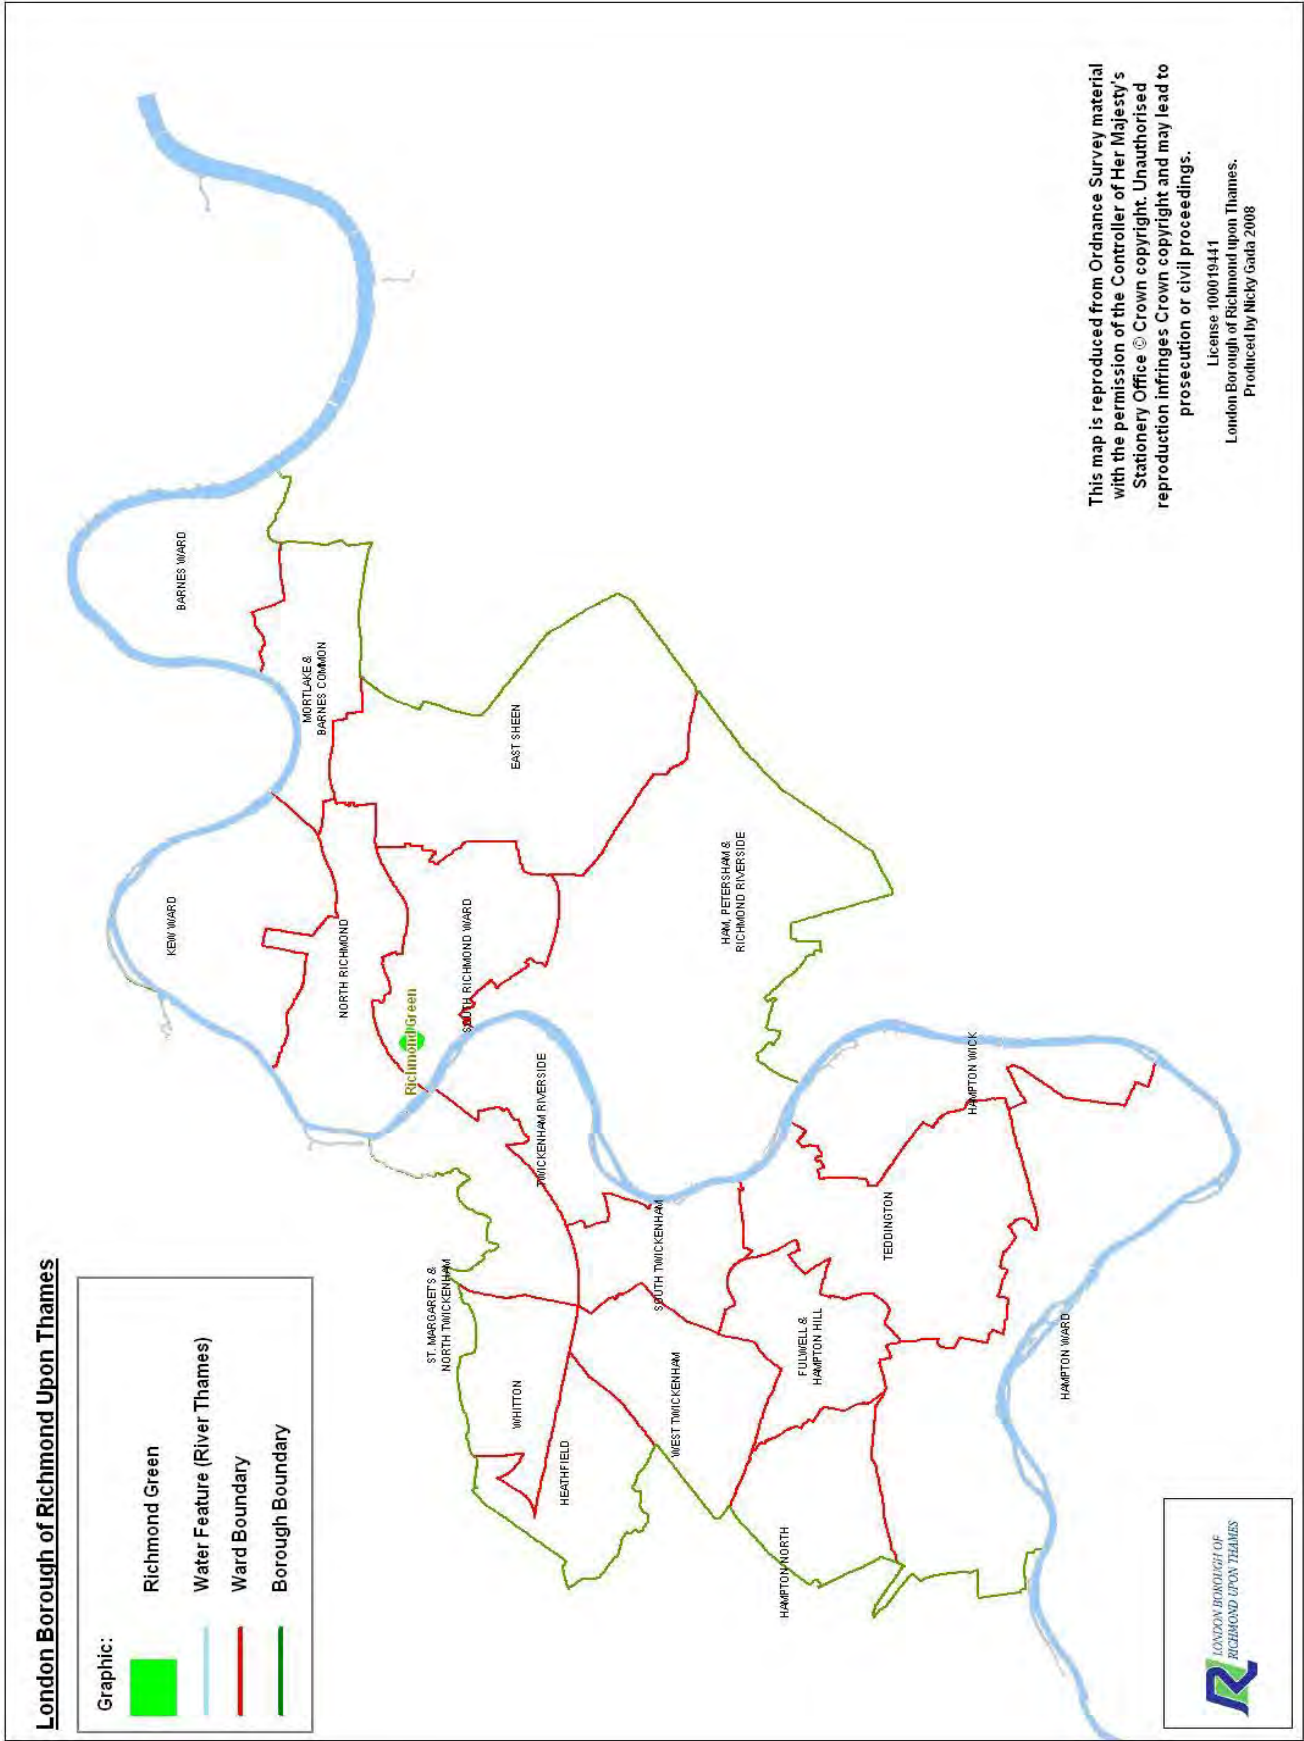 London Borough of Richmond Upon Thames
Graphic:
Richmond Green
Water Feature (River Thames)
Ward Boundary
Borough Boundary
BARNES WARD
MORTLAKE &
BARNES COMMON
KEW WARD
NORTH RICHMOND
Richmond Green
SOUTH RICHMOND WARD
EAST SHEEN
HAM, PETERSHAM &
RICHMOND RIVERSIDE
ST. MARGARETS &
NORTH TWICKENHAM
TWICKENHAM RIVERSIDE
WHITTON
HEATHFIELD
SOUTH TWICKENHAM
WEST TWICKENHAM
FULWELL &
HAMPTON HILL
TEDDINGTON
HAMPTON WICK
HAMPTON NORTH
HAMPTON WARD
This map is reproduced from Ordnance Survey material
with the permission of the Controller of Her Majesty's
Stationery Office © Crown copyright. Unauthorised
reproduction infringes Crown copyright and may lead to
prosecution or civil proceedings.
License 100019441
London Borough of Richmond upon Thames.
Produced by Nicky Gada 2008
LONDON BOROUGH OF
RICHMOND UPON THAMES